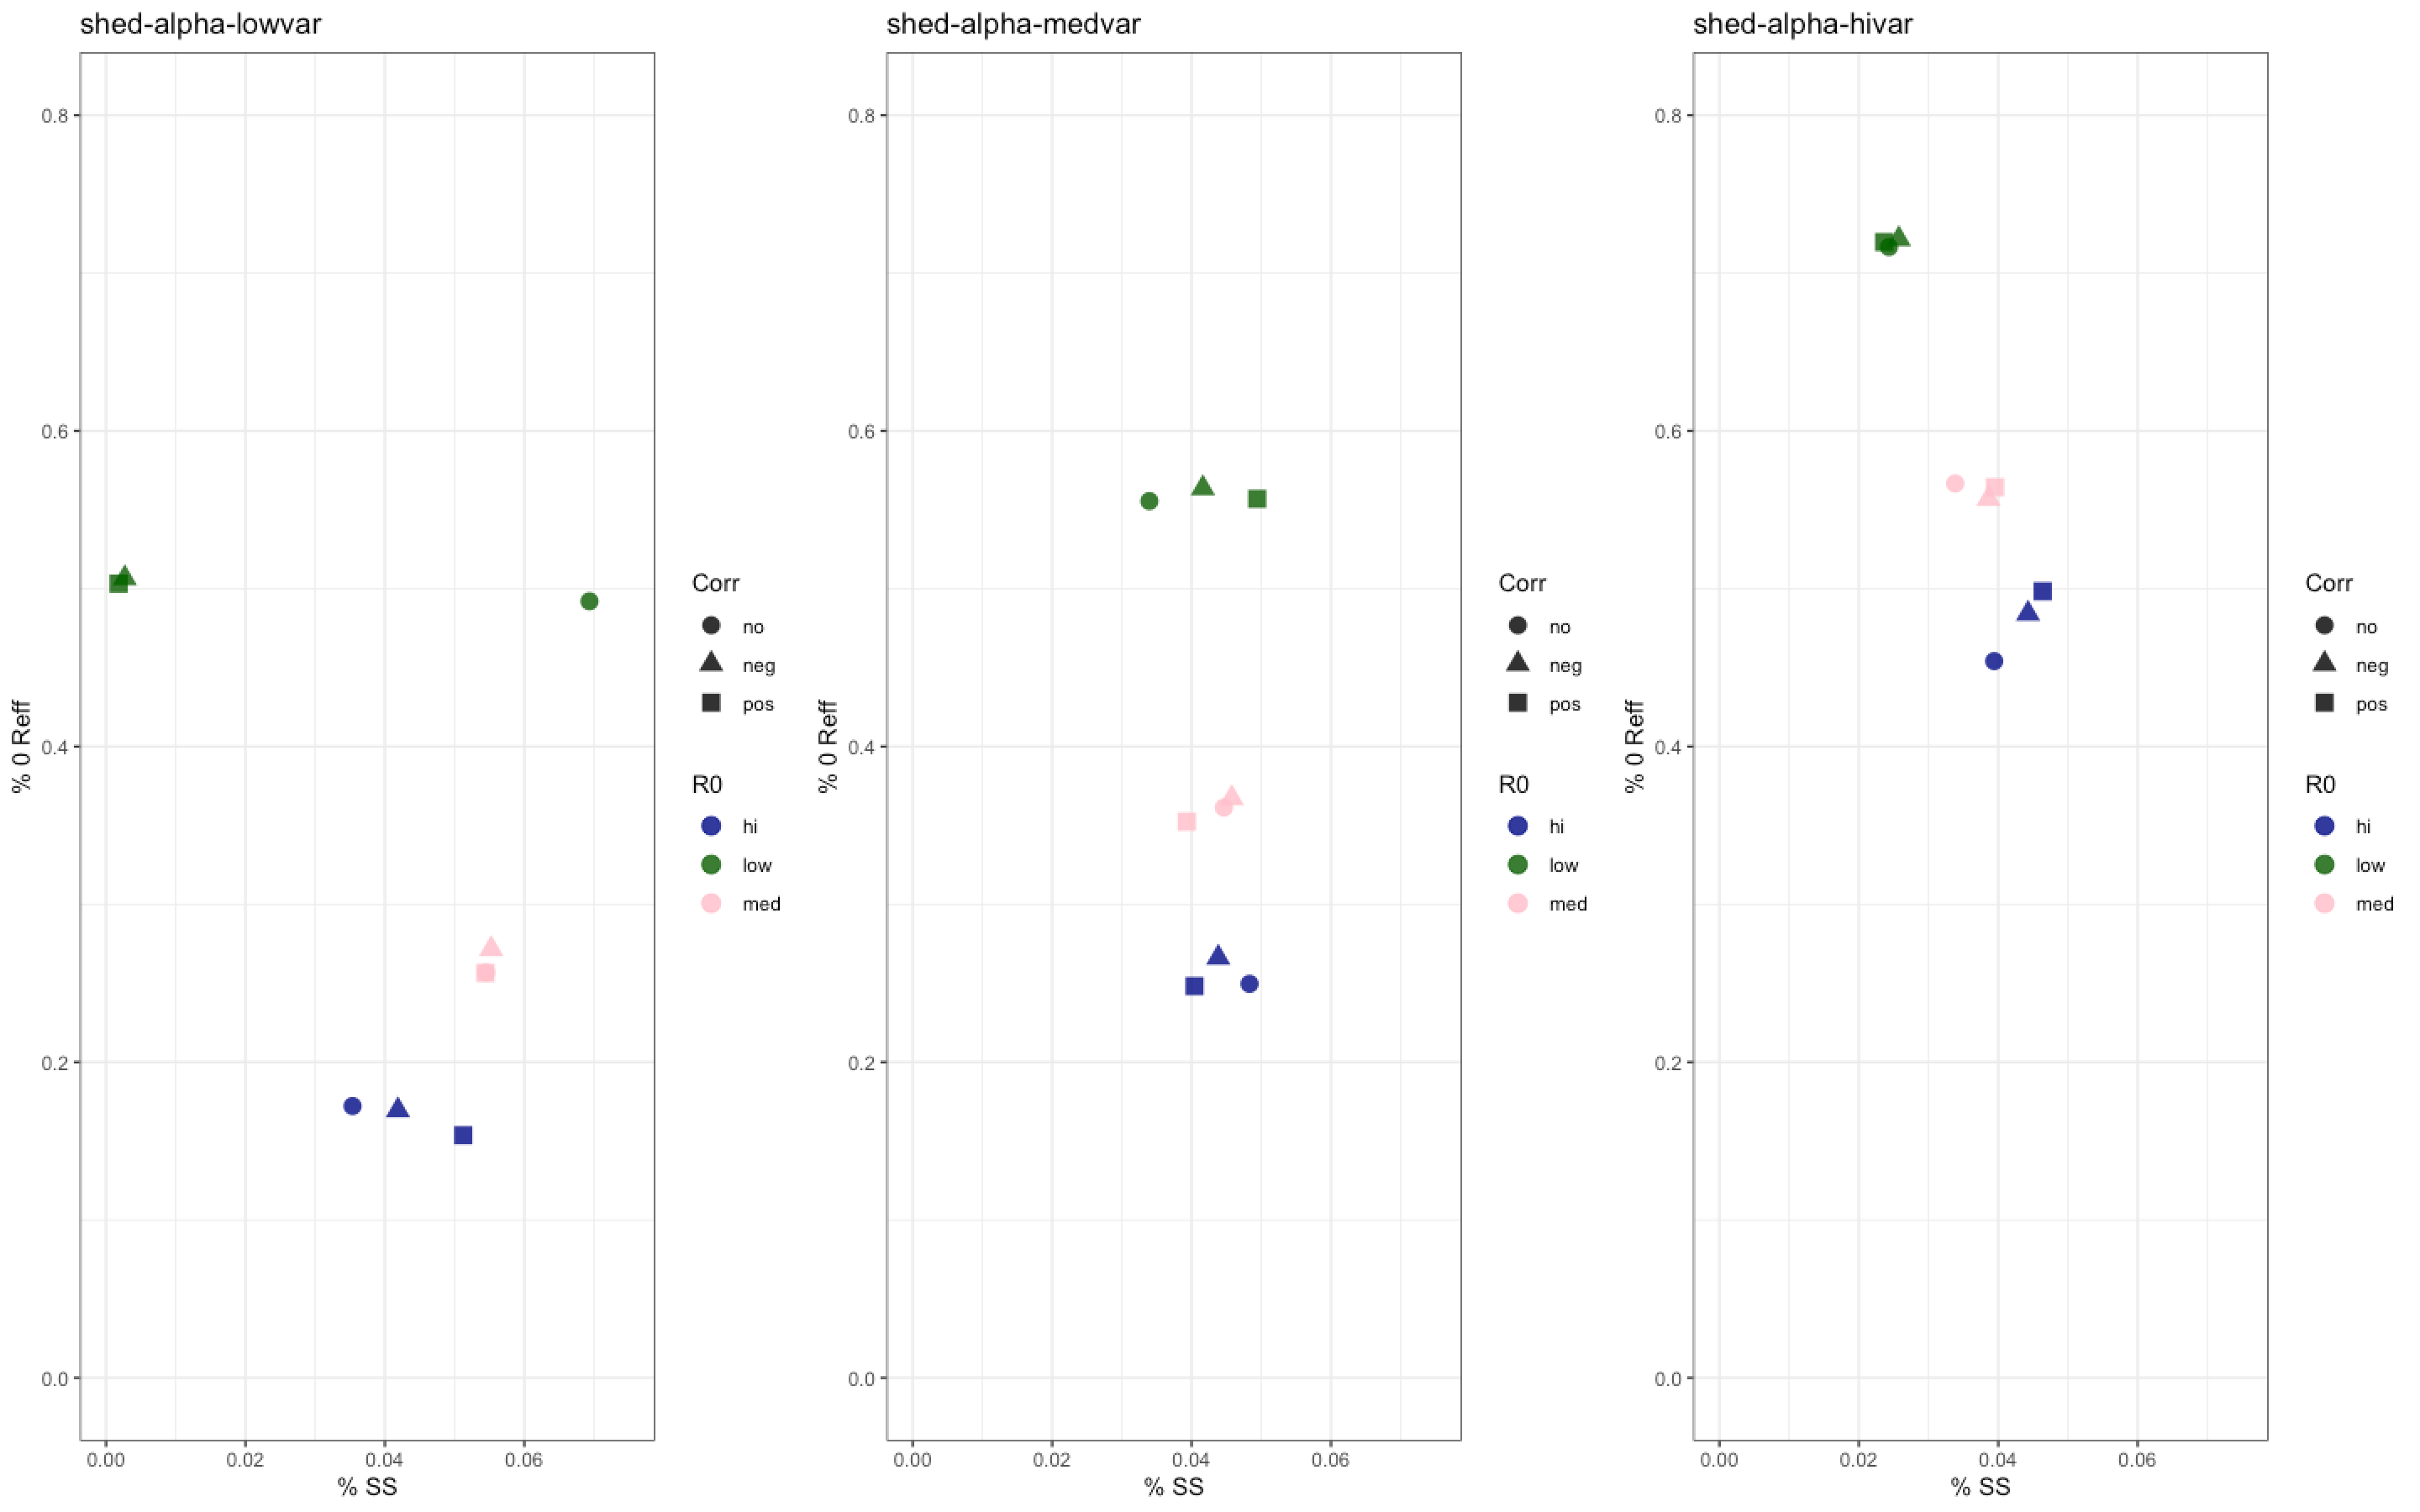 shed-alpha-lowvar
0.8
0.6
0.4
0.2
0.0
% 0 Reff
0.00 0.02 0.04 0.06
% SS
Corr
no
neg
pos
R0
hi
low
med
shed-alpha-medvar
0.8
0.6
0.4
0.2
0.0
% 0 Reff
0.00 0.02 0.04 0.06
% SS
Corr
no
neg
pos
R0
hi
low
med
shed-alpha-hivar
0.8
0.6
0.4
0.2
0.0
% 0 Reff
0.00 0.02 0.04 0.06
% SS
Corr
no
neg
pos
R0
hi
low
med